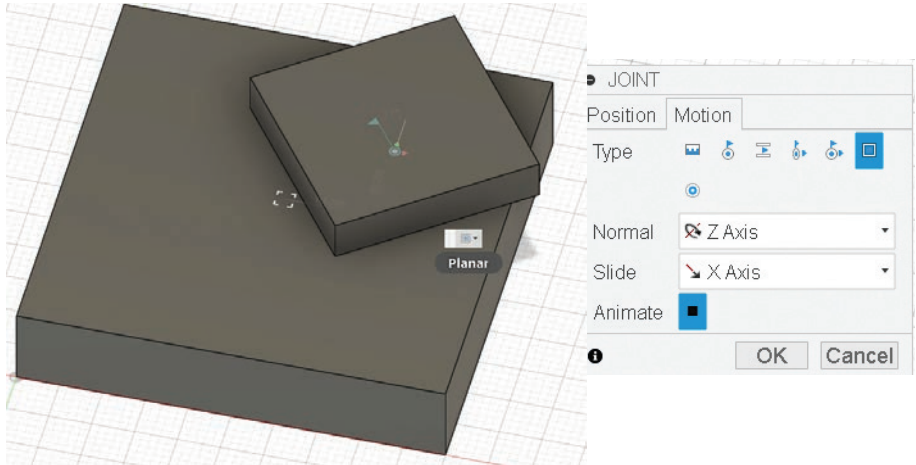 Planar
JOINT
Position Motion
Type
Normal Z Axis
Slide X Axis
Animate
OK Cancel